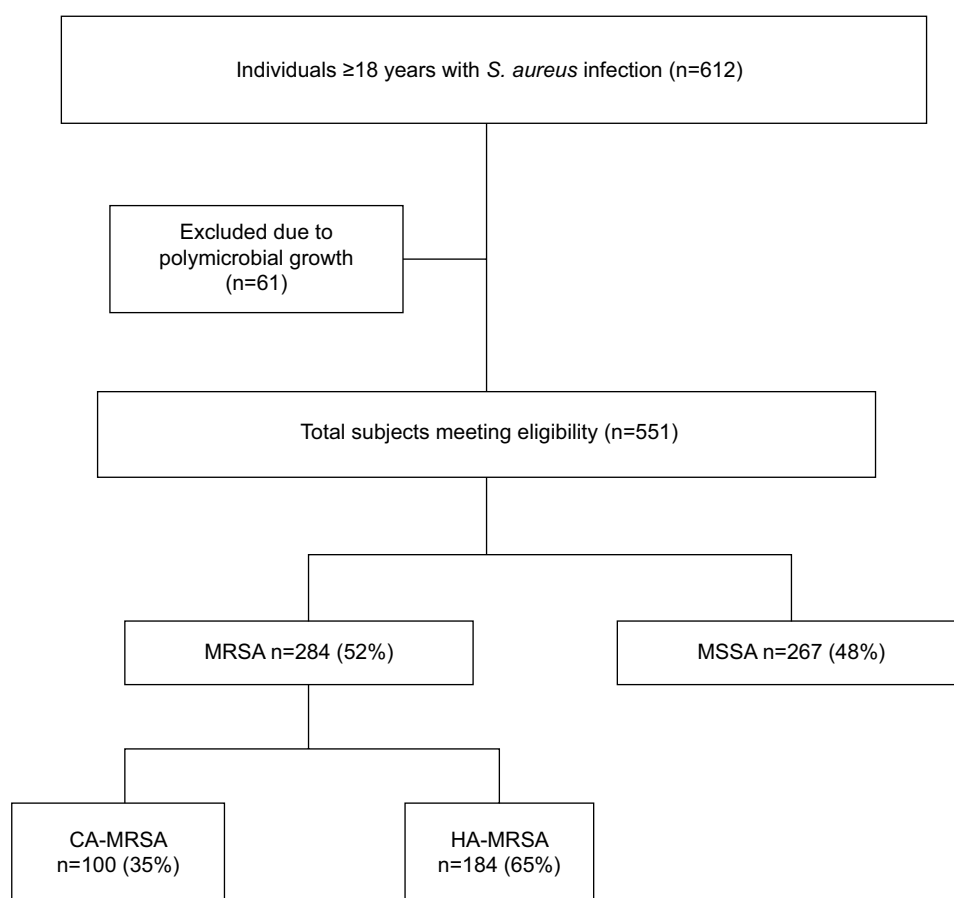 Individuals ≥18 years with S. aureus infection (n=612)
Excluded due to
polymicrobial growth
(n=61)
Total subjects meeting eligibility (n=551)
MRSA n=284 (52%)
MSSA n=267 (48%)
CA-MRSA
n=100 (35%)
HA-MRSA
n=184 (65%)